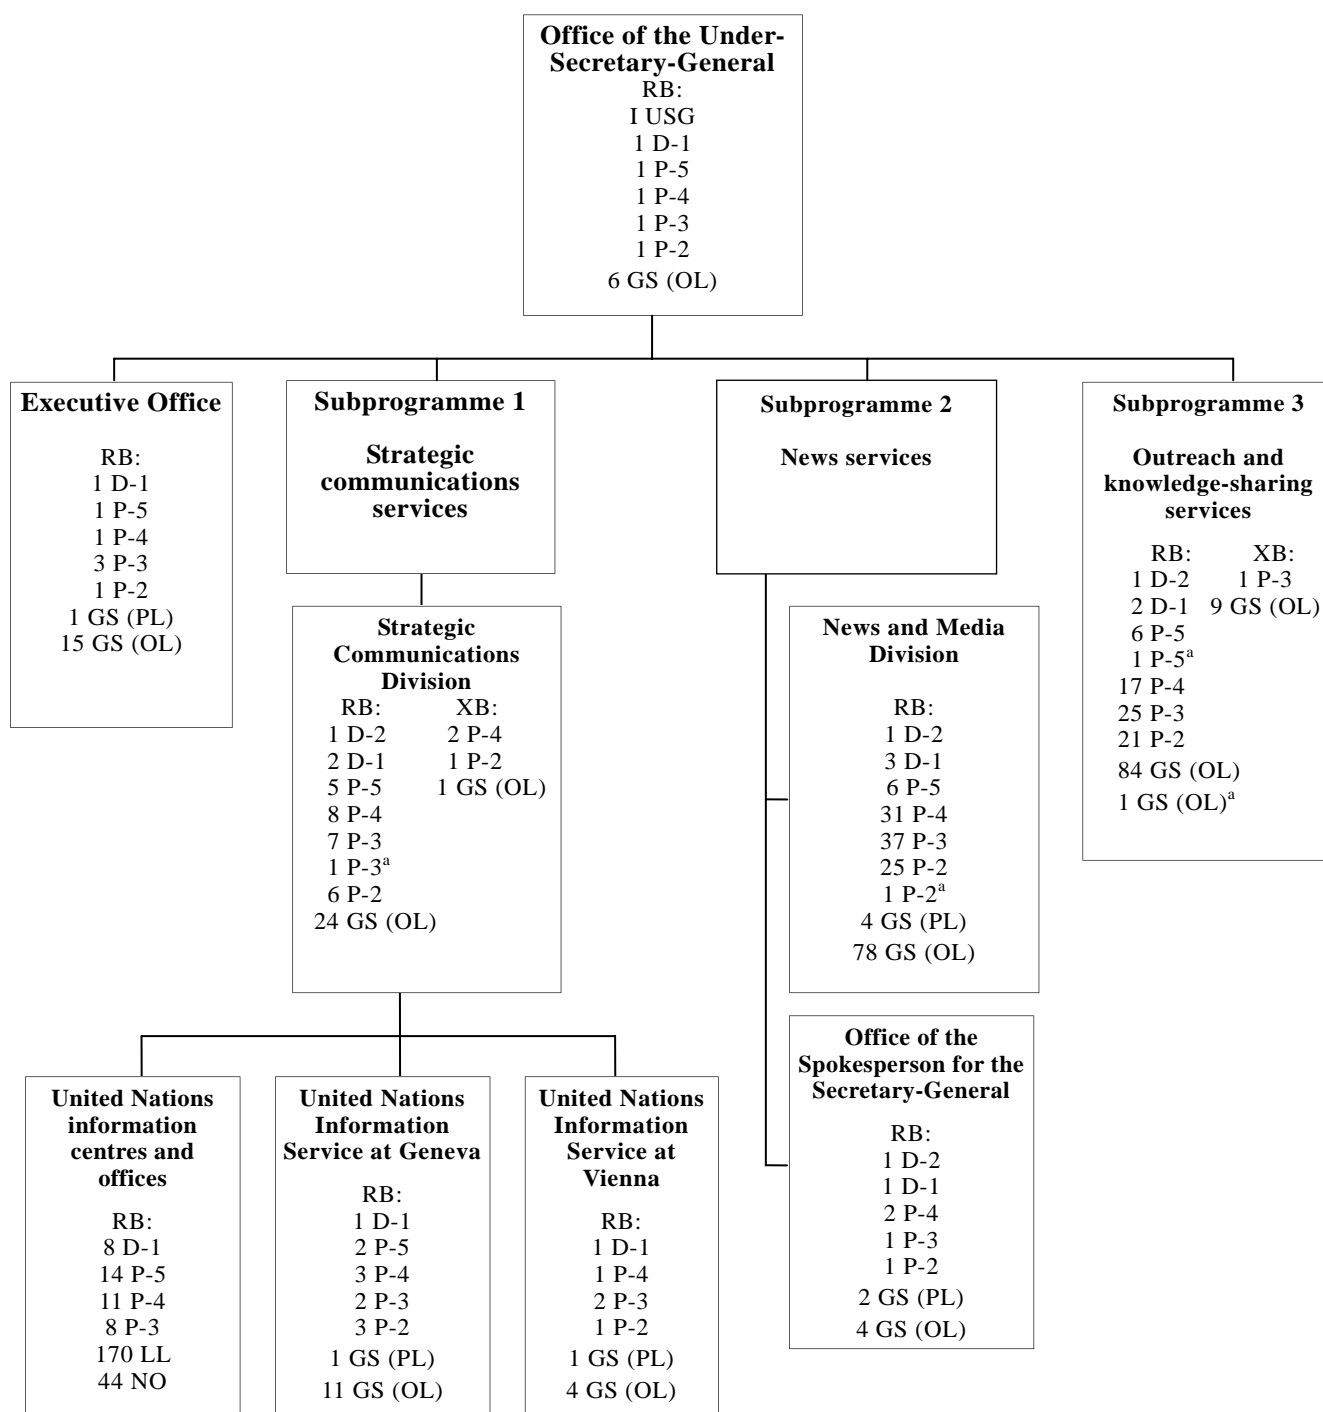 Office of the Under-
Secretary-General
RB:
I USG
1 D-1
1 P-5
1 P-4
1 P-3
1 P-2
6 GS (OL)
Executive Office
RB:
1 D-1
1 P-5
1 P-4
3 P-3
1 P-2
1 GS (PL)
15 GS (OL)
Subprogramme 1
Strategic
communications
services
Strategic
Communications
Division
RB: XB:
1 D-2 2 P-4
2 D-1 1 P-2
5 P-5 1 GS (OL)
8 P-4
7 P-3
1 P-3a
6 P-2
24 GS (OL)
United Nations
information
centres and
offices
RB:
8 D-1
14 P-5
11 P-4
8 P-3
170 LL
44 NO
United Nations
Information
Service at Geneva
RB:
1 D-1
2 P-5
3 P-4
2 P-3
3 P-2
1 GS (PL)
11 GS (OL)
United Nations
Information
Service at
Vienna
RB:
1 D-1
1 P-4
2 P-3
1 P-2
1 GS (PL)
4 GS (OL)
Subprogramme 2
News services
News and Media
Division
RB:
1 D-2
3 D-1
6 P-5
31 P-4
37 P-3
25 P-2
1 P-2a
4 GS (PL)
78 GS (OL)
Office of the
Spokesperson for the
Secretary-General
RB:
1 D-2
1 D-1
2 P-4
1 P-3
1 P-2
2 GS (PL)
4 GS (OL)
Subprogramme 3
Outreach and
knowledge-sharing
services
RB: XB:
1 D-2 1 P-3
2 D-1 9 GS (OL)
6 P-5
1 P-5a
17 P-4
25 P-3
21 P-2
84 GS (OL)
1 GS (OL)a